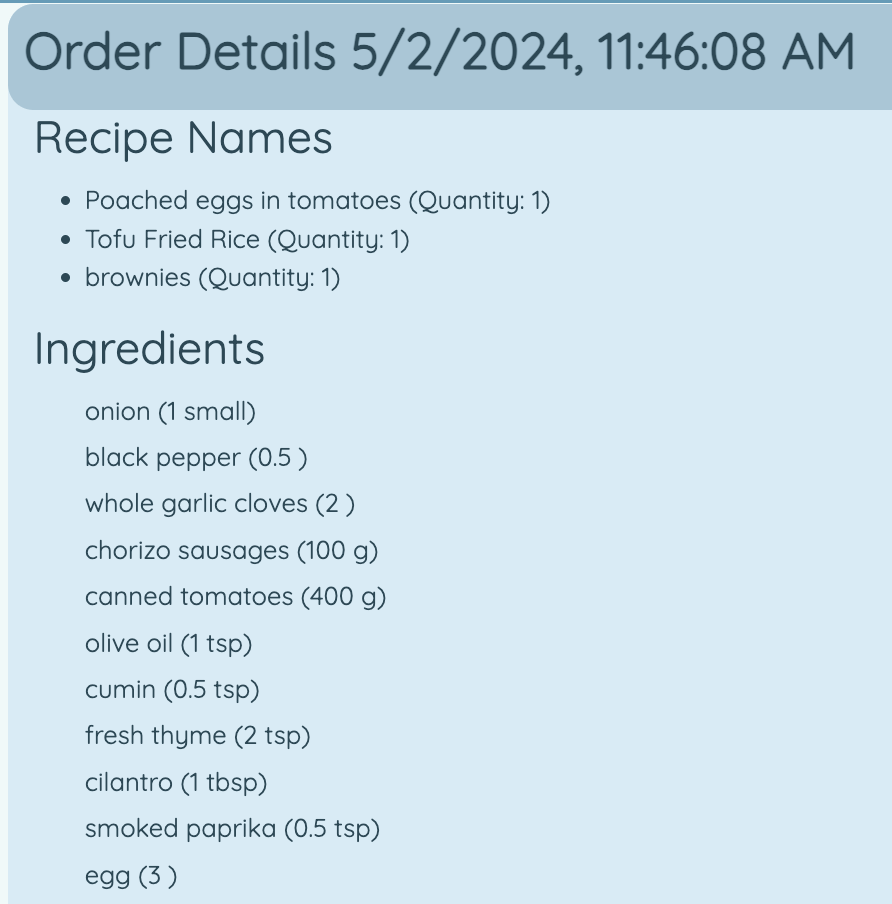 Order Details 5/2/2024, 11:46:08 AM
Recipe Names
Poached eggs in tomatoes (Quantity: 1)
Tofu Fried Rice (Quantity: 1)
brownies (Quantity: 1)
Ingredients
onion (1 small)
black pepper (0.5 )
whole garlic cloves (2 )
chorizo sausages (100 g)
canned tomatoes (400 g)
olive oil (1 tsp)
cumin (0.5 tsp)
fresh thyme (2 tsp)
cilantro (1 tbsp)
smoked paprika (0.5 tsp)
egg (3 )